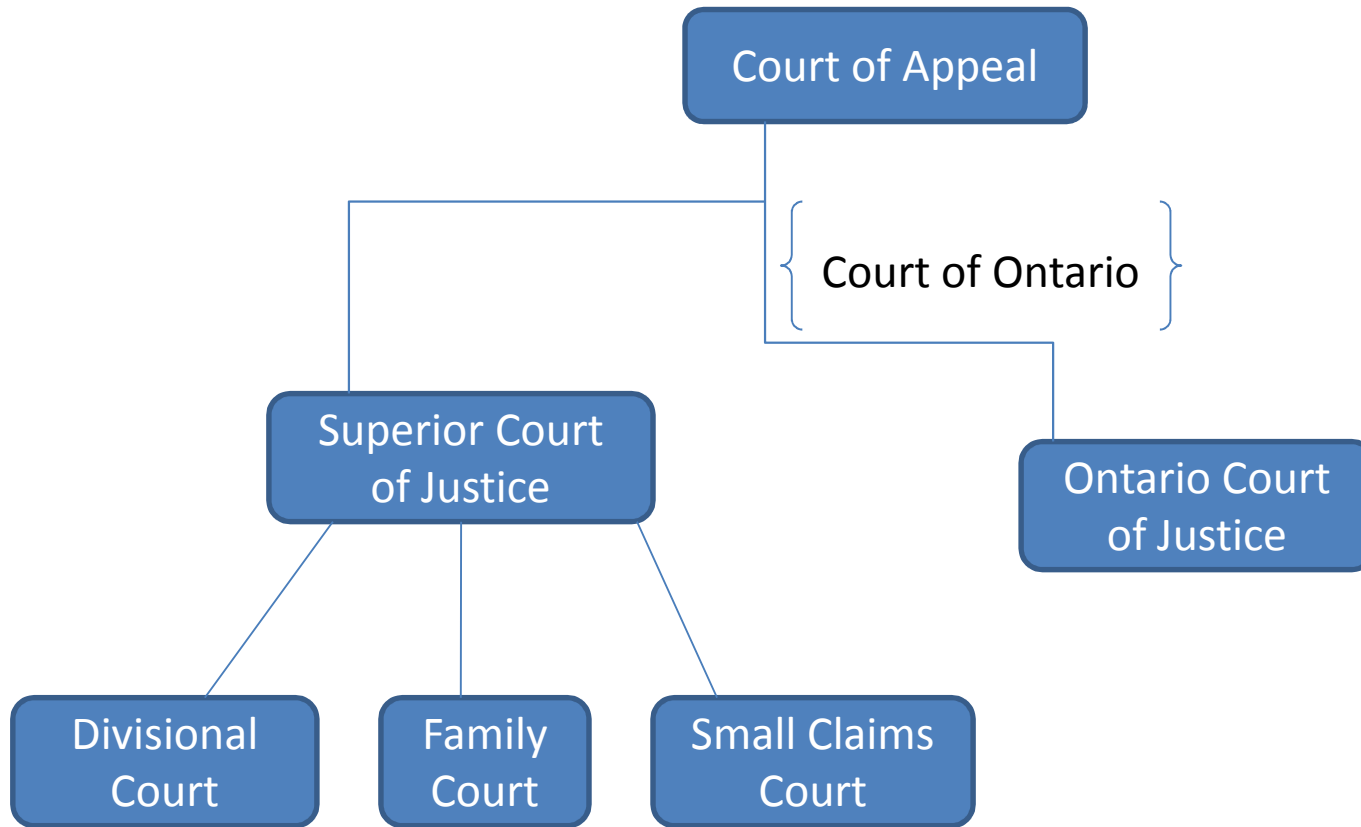 Court of Appeal
Court of Ontario
Superior Court
of Justice
Ontario Court
of Justice
Divisional
Court
Family
Court
Small Claims
Court